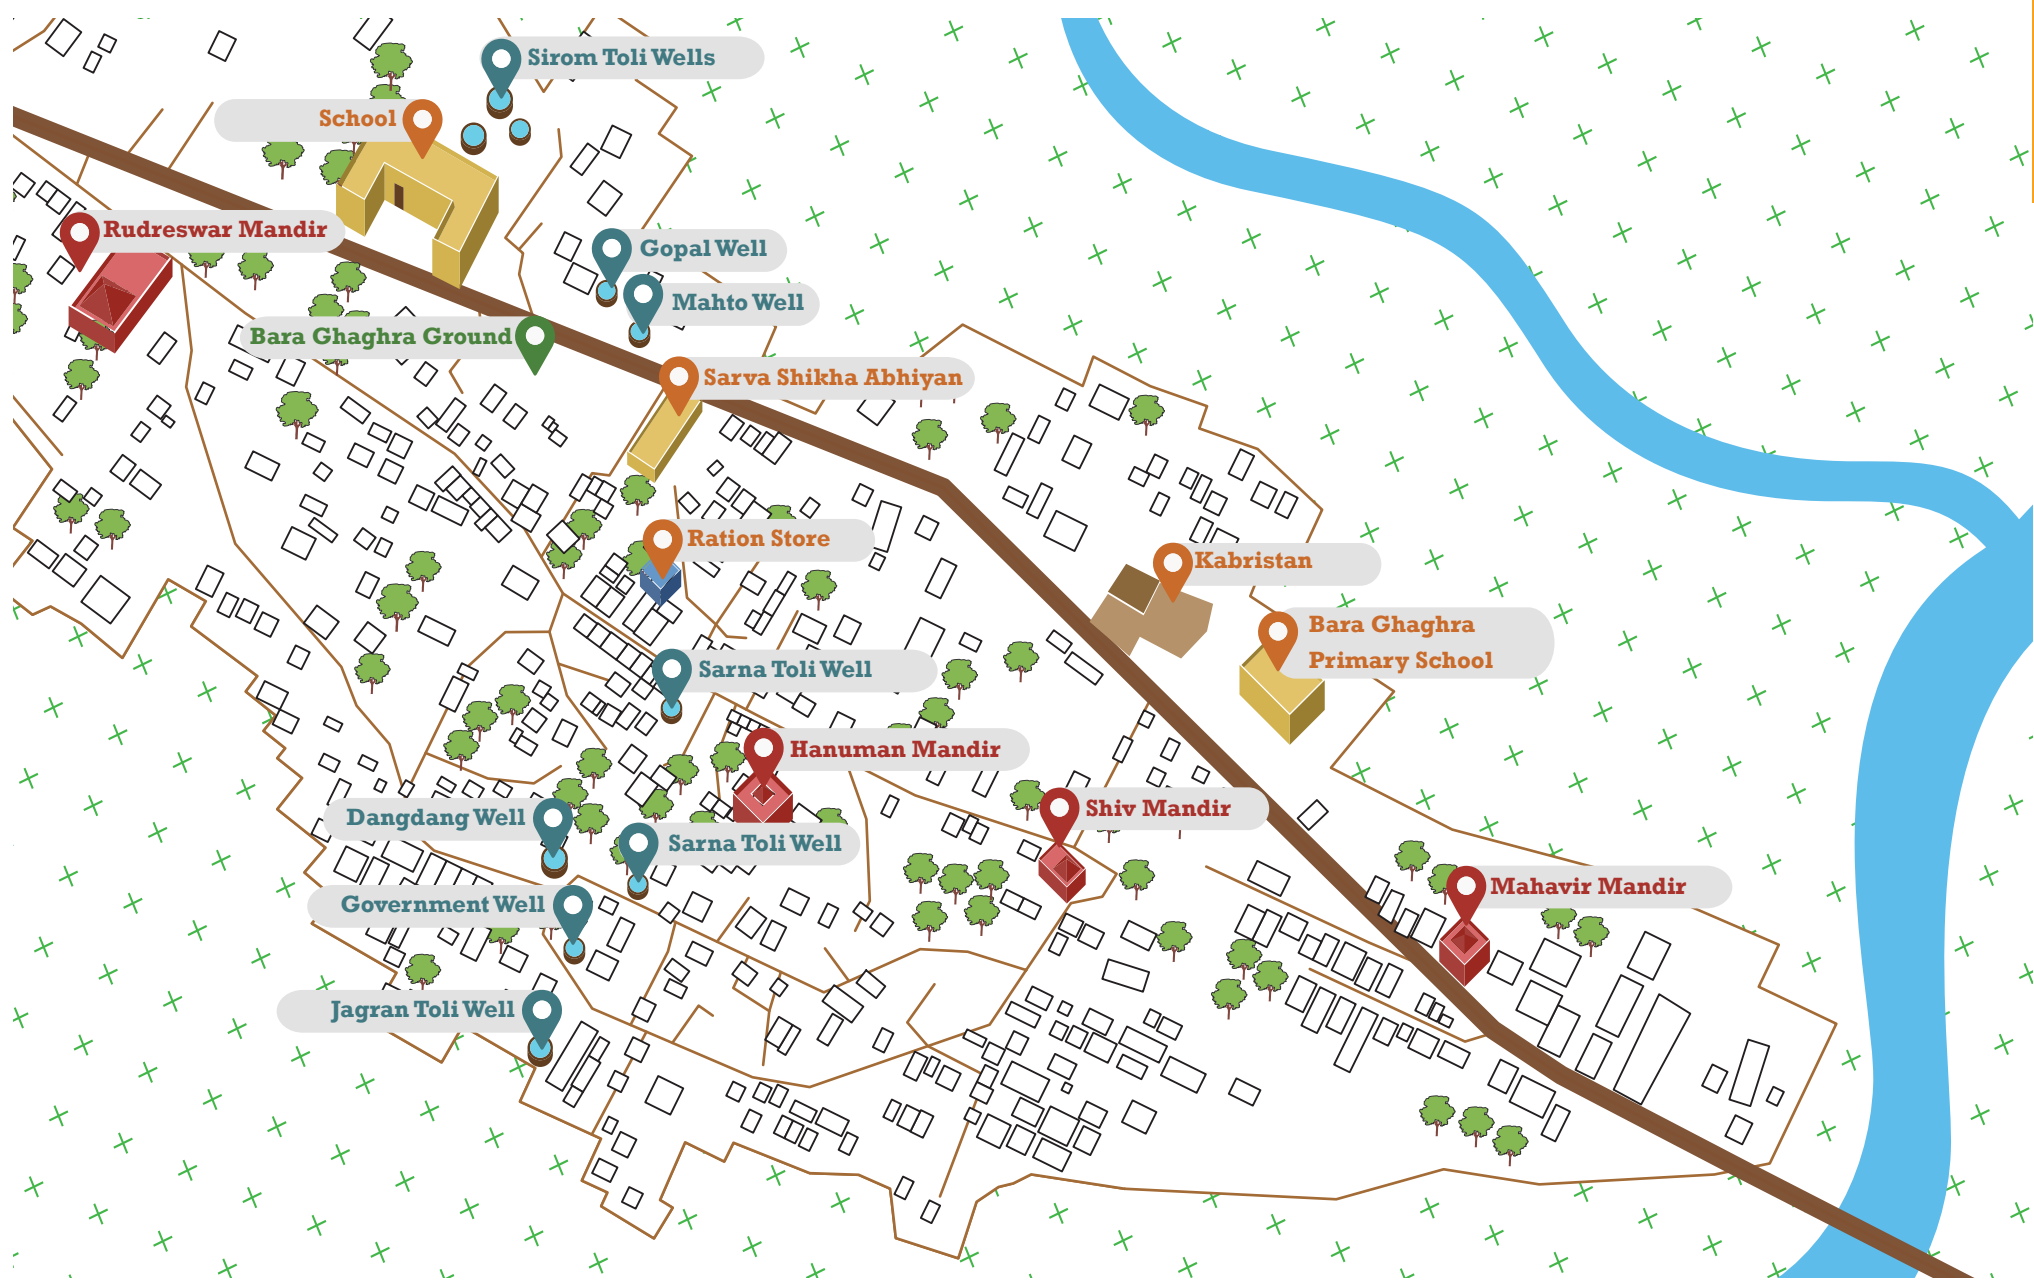 Sirom Toli Wells
School
Rudreswar Mandir
Gopal Well
Mahto Well
Bara Ghaghra Ground
Sarva Shikha Abhiyan
Ration Store
Kabristan
Bara Ghaghra
Primary School
Sarna Toli Well
Hanuman Mandir
Shiv Mandir
Dangdang Well
Sarna Toli Well
Mahavir Mandir
Government Well
Jagran Toli Well